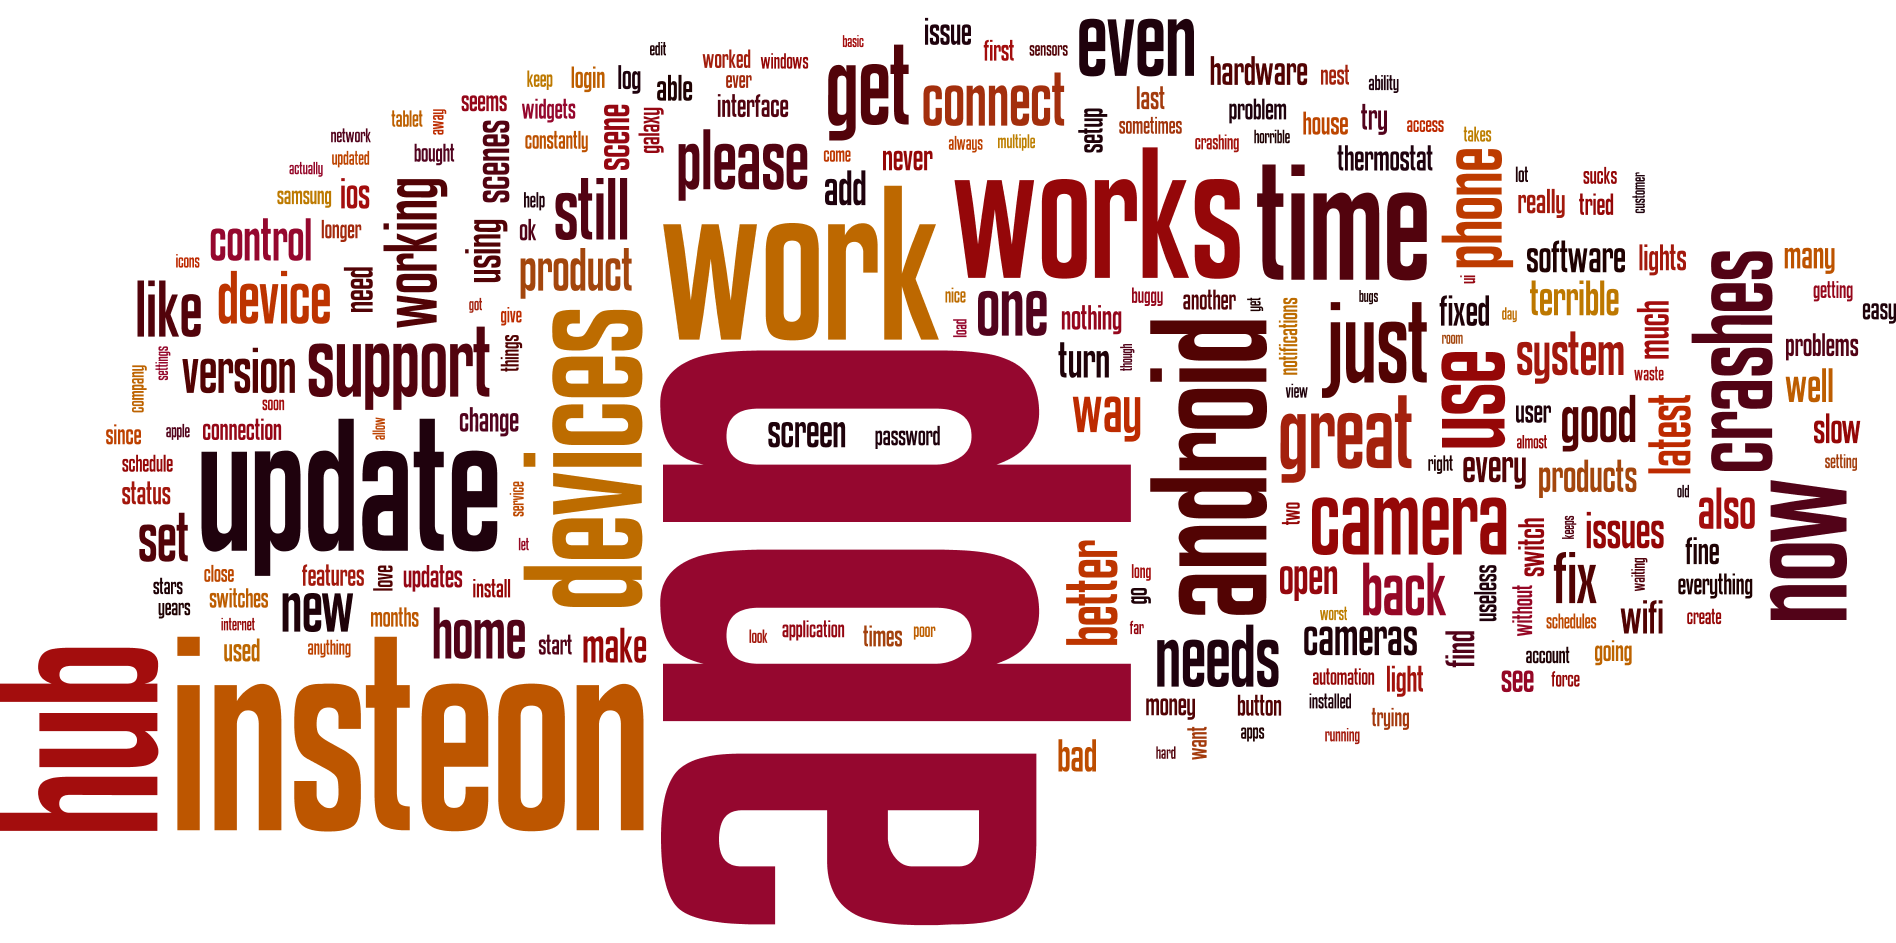 edit
basic
issue
first
sensors
even
worked
windows
hardware
nest
ability
keep
login
log
ever
able
get
connect
last
problem
seems
widgets
interface
setup
sometimes
house
try
access
tablet
away
constantly
scene
galaxy
please
come
never
always
multiple
crashing
horrible
takes
network
updated
bought
scenes
thermostat
actually
add
works
time
phone
lot
sucks
customer
samsung
ios
working
help
still
work
really
tried
control
longer
using
ok
product
software
lights
crashes
many
icons
device
need
ui
terrible
getting
like
got
give
devices
nice
load
one
nothing
buggy
another
yet
notifications
bugs
just
fixed
day
much
easy
settings
version
support
things
turn
though
android
room
use
system
problems
company
soon
view
waste
well
since
apple
connection
allow
change
app
screen
password
way
great
user
good
latest
slow
schedule
almost
setting
status
update
service
right
every
products
old
set
let
two
camera
switch
keeps
issues
also
now
stars
close
features
love
updates
install
better
long
open
back
useless
fix
waiting
fine
everything
years
switches
new
months
go
worst
without
schedules
wifi
create
internet
used
anything
home
start
make
look
application
times
poor
far
needs
cameras
find
account
going
hub
insteon
automation
light
see
force
money
button
installed
trying
bad
hard
want
apps
running